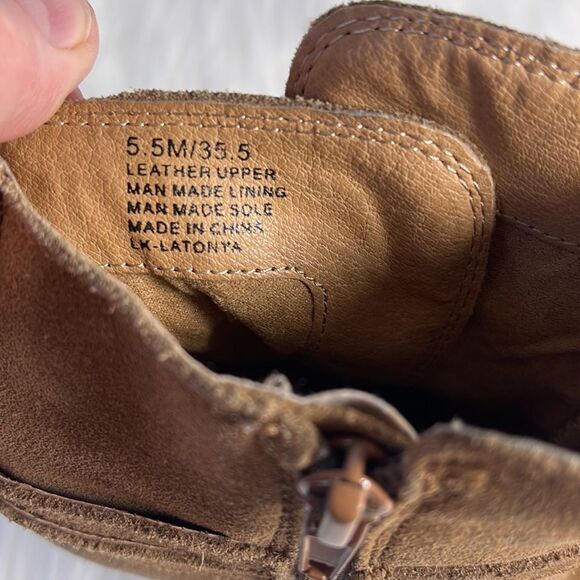 5.5M/35.5
LEATHER UPPER
MAN MADE LINING
MAN MADE SOLE
MADE IN CHINA
LK-LATONYA